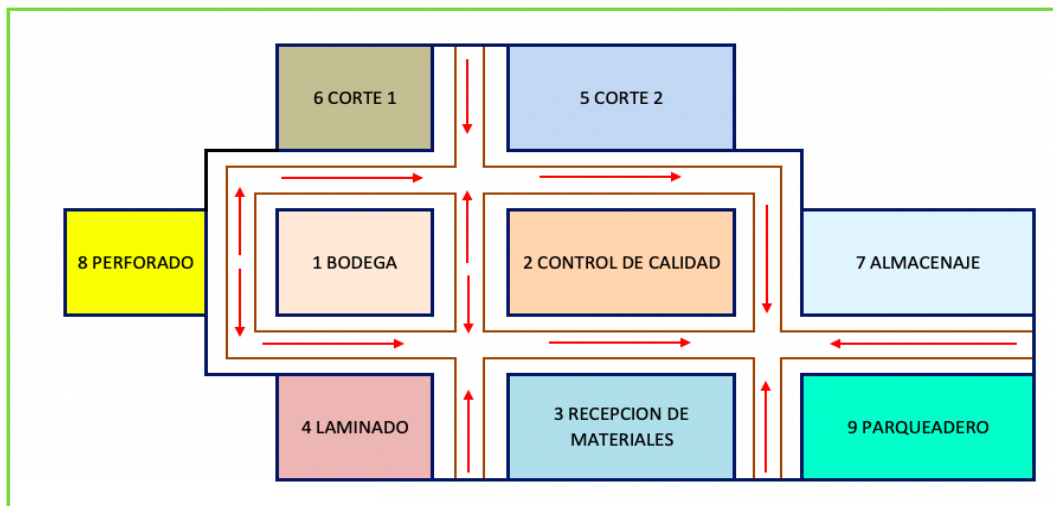 6 CORTE 1
5 CORTE 2
8 PERFORADO
1 BODEGA
2 CONTROL DE CALIDAD
7 ALMACENAJE
4 LAMINADO
3 RECEPCION DE
MATERIALES
9 PARQUEADERO